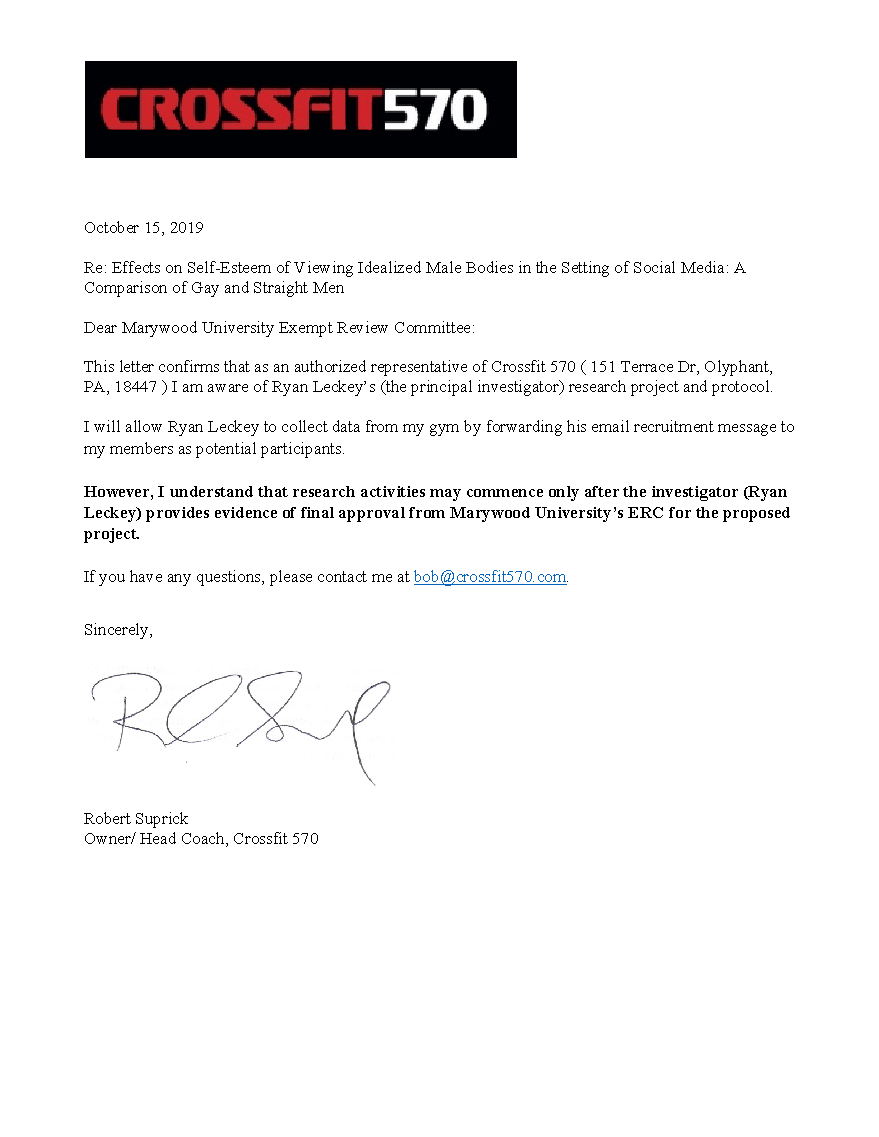 CROSSFIT570
October 15, 2019
Re: Effects on Self-Esteem of Viewing Idealized Male Bodies in the Setting of Social Media: A
Comparison of Gay and Straight Men
Dear Marywood University Exempt Review Committee:
This letter confirms that as an authorized representative of Crossfit 570 ( 151 Terrace Dr, Olyphant,
PA, 18447 ) I am aware of Ryan Leckey’s (the principal investigator) research project and protocol.
I will allow Ryan Leckey to collect data from my gym by forwarding his email recruitment message to
my members as potential participants.
However, I understand that research activities may commence only after the investigator (Ryan
Leckey) provides evidence of final approval from Marywood University’s ERC for the proposed
project.
If you have any questions, please contact me at bob@crossfit570.com.
Sincerely,
Robert Suprick
Owner/ Head Coach, Crossfit 570